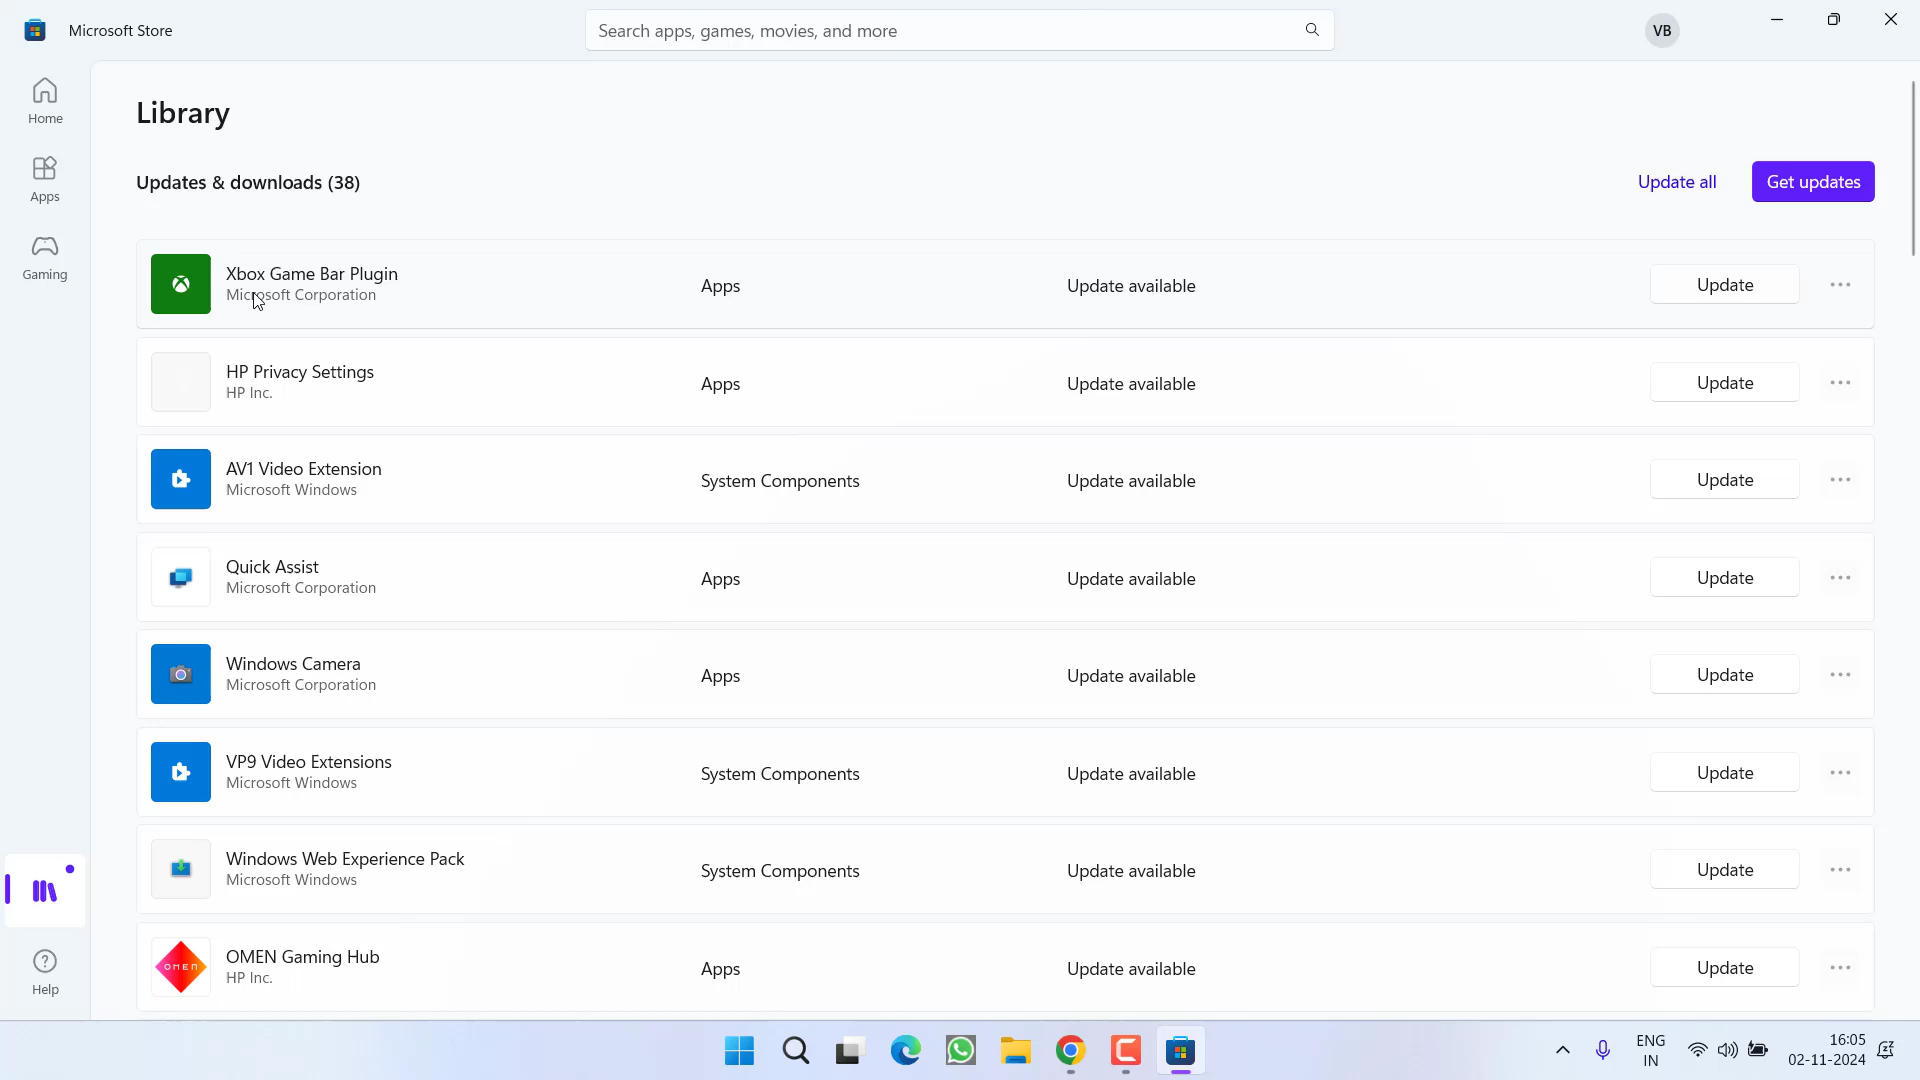 Microsoft Store
Search apps, games, movies, and more
VB
Home
Apps
Gaming
Help
Library
Updates & downloads (38)
Update all
Get updates
Xbox Game Bar Plugin
Microsoft Corporation
Apps
Update available
Update
HP Privacy Settings
HP Inc.
Apps
Update available
Update
AV1 Video Extension
Microsoft Windows
System Components
Update available
Update
Quick Assist
Microsoft Corporation
Apps
Update available
Update
Windows Camera
Microsoft Corporation
Apps
Update available
Update
VP9 Video Extensions
Microsoft Windows
System Components
Update available
Update
Windows Web Experience Pack
Microsoft Windows
System Components
Update available
Update
OMEN
OMEN Gaming Hub
HP Inc.
Apps
Update available
Update
ENG
IN
16:05
02-11-2024